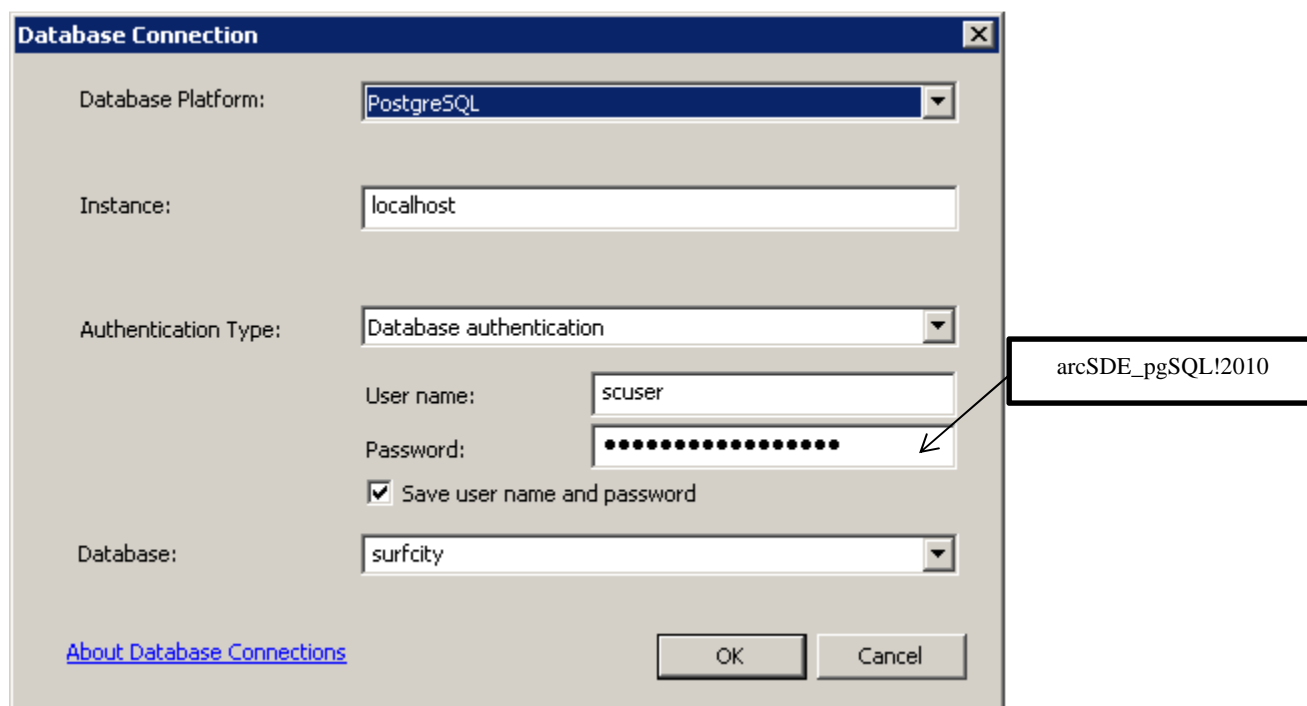 Database Connection
Database Platform: PostgreSQL
Instance: localhost
Authentication Type: Database authentication
arcSDE_pgSQL!2010
User name: scuser
Password: •••••••••••••••••
Save user name and password
Database: surfcity
About Database Connections OK Cancel